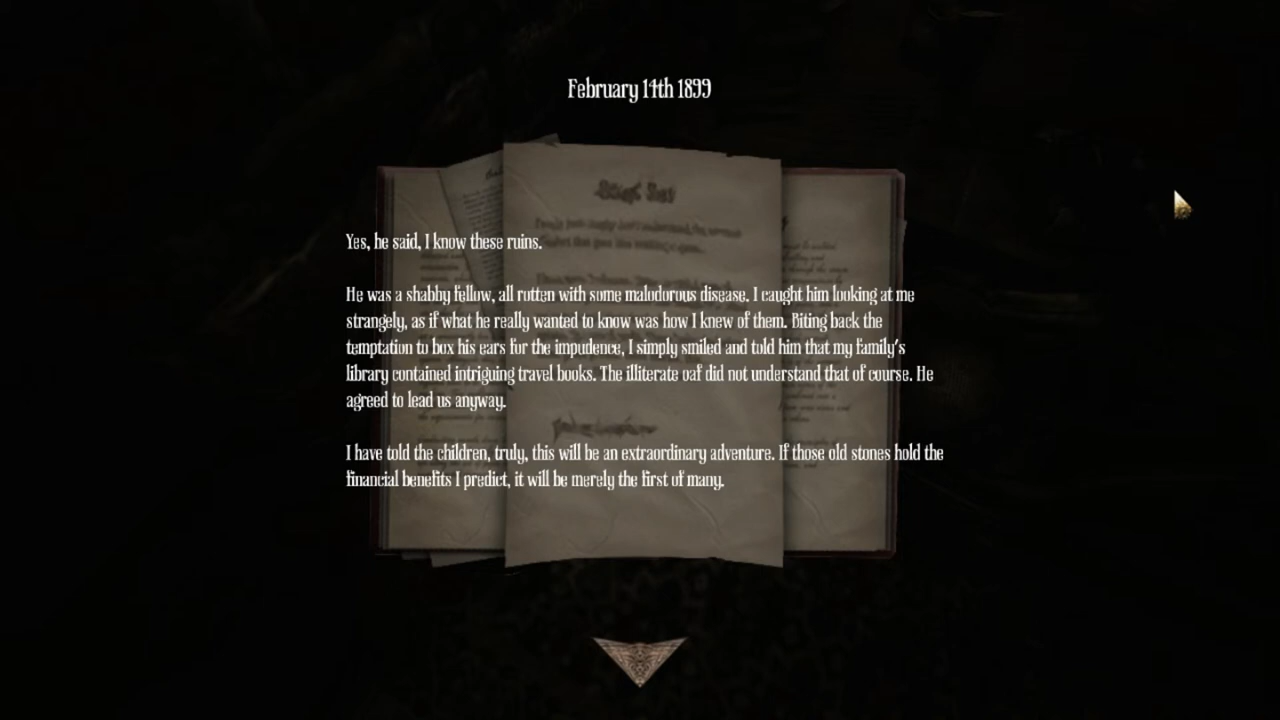 February 14th 1899
Yes, he said, I know these ruins.
He was a shabby fellow, all rotten with some malodorous disease. I caught him looking at me
strangely, as if what he really wanted to know was how I knew of them. Biting back the
temptation to box his ears for the impudence, I simply smiled and told him that my family's
library contained intriguing travel books. The illiterate oaf did not understand that of course. He
agreed to lead us anyway.
I have told the children, truly, this will be an extraordinary adventure. If those old stones hold the
financial benefits I predict, it will be merely the first of many.